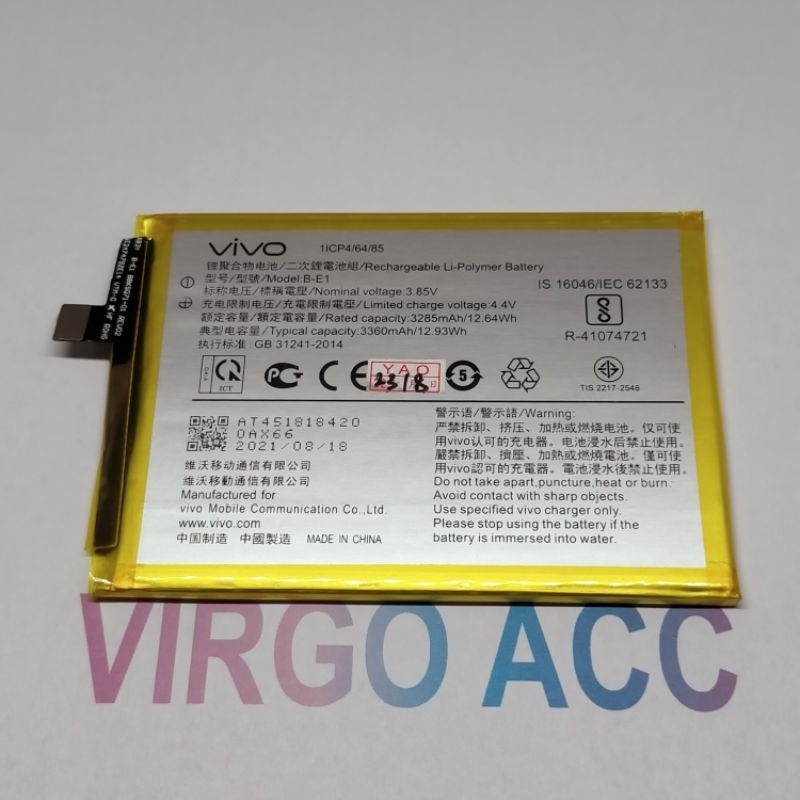 vivo 1ICP4/64/85
锂聚合物电池/二次鋰電池組/Rechargeable Li-Polymer Battery
型号/型號/Model:B-E1
IS 16046/IEC 62133
标称电压/標稱電壓/Nominal voltage:3.85V
充电限制电压/充電限制電壓/Limited charge voltage:4.4V
额定容量/額定電容量/Rated capacity:3285mAh/12.64Wh
典型电容量/Typical capacity:3360mAh/12.93Wh
R-41074721
执行标准:GB 31241-2014
ICT
PC
CE
YAO
23/8
日
5
TIS 2217-2548
AT451818420
0AX66
2021/08/18
维沃移动通信有限公司
維沃移動通信有限公司
Manufactured for
vivo Mobile Communication Co.,Ltd.
www.vivo.com
中国制造 中國製造 MADE IN CHINA
警示语/警示語/Warning:
严禁拆卸、挤压、加热或燃烧电池。仅可使
用vivo认可的充电器。电池浸水后禁止使用。
嚴禁拆卸、擠壓、加熱或燃燒電池。僅可使
用vivo認可的充電器。電池浸水後禁止使用。
Do not take apart,puncture,heat or burn.
Avoid contact with sharp objects.
Use specified vivo charger only.
Please stop using the battery if the
battery is immersed into water.
VIRGO ACC